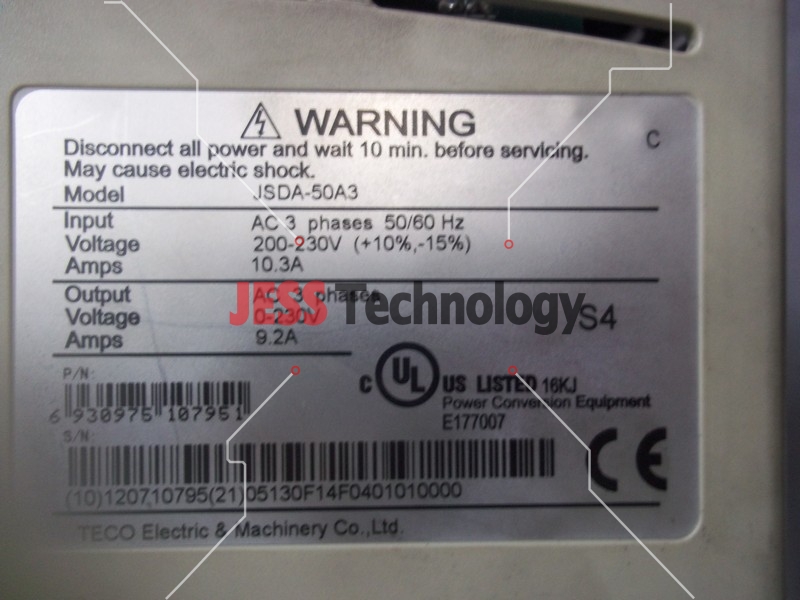 WARNING
Disconnect all power and wait 10 min. before servicing.
May cause electric shock.
C
Model JSDA-50A3
Input AC 3 phases 50/60 Hz
Voltage 200-230V (+10%,-15%)
Amps 10.3A
Output AC 3 phases
Voltage 0-230V
Amps 9.2A
JESS Technology
S4
P/N:
6 930975 107951
C UL US LISTED 16KJ
Power Conversion Equipment
E177007
S/N:
(10)120710795(21)05130F14F0401010000
CE
TECO Electric & Machinery Co.,Ltd.